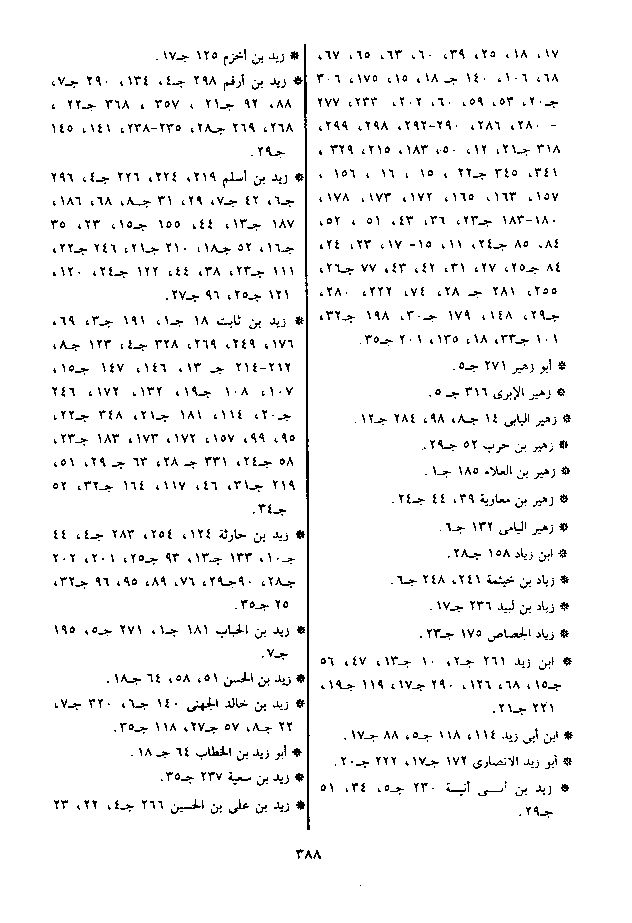 ١٧، ١٨، ٢٥، ٣٩، ٦٠، ٦٣، ٦٥، ٦٧،
٦٨، ١٠٦، ١٤٠ جـ ١٨، ١٥، ١٧٥، ٣٠٦
جـ٢٠، ٥٣، ٥٩، ٦٠، ٢٠٢، ٢٣٣، ٢٧٧
- ٢٨٠، ٢٨٦، ٢٩٠-٢٩٢، ٢٩٨، ٢٩٩،
٣١٨ جـ٢١، ١٢، ٥٠، ١٨٣، ٢١٥، ٣٢٩،
٣٤١، ٣٤٥ جـ٢٢، ١٥، ١٦، ١٥٦،
١٥٧، ١٦٣، ١٦٥، ١٧٢، ١٧٣، ١٧٨،
١٨٠-١٨٣ جـ٢٣، ٣٦، ٤٣، ٥١، ٥٢،
٨٤، ٨٥ جـ٢٤، ١١، ١٥- ١٧، ٢٣، ٢٤،
٨٤ جـ٢٥، ٢٧، ٣١، ٤٢، ٤٣، ٧٧ جـ٢٦،
٢٥٥، ٢٨١ جـ ٢٨، ٧٤، ٢٢٢، ٢٨٠،
جـ٢٩، ١٤٨، ١٧٩ جـ٣٠، ١٩٨ جـ٣٢،
١٠١ جـ٣٣، ١٨، ١٣٥، ٢٠١ جـ٣٥.
* أبو زهير ٢٧١ جـ٥.
* زهير الإبرى ٣١٦ جـ ٥.
* زهير اليابى ١٤ جـ٨، ٩٨، ٢٨٤ جـ١٢.
* زهير بن حرب ٥٢ جـ٢٩.
* زهير بن العلاء ١٨٥ جـ١.
* زهير بن معاوية ٣٩، ٤٤ جـ٢٤.
* زهير اليامى ١٣٢ جـ٦.
* ابن زياد ١٥٨ جـ٢٨.
* زياد بن خيثمة ٢٤١، ٢٤٨ جـ٦.
* زياد بن لبيد ٢٣٦ جـ١٧.
* زياد الجصاص ١٧٥ جـ٢٣.
* ابن زيد ٢٦١ جـ٢، ١٠ جـ١٣، ٤٧، ٥٦
جـ١٥، ٦٨، ١٢٦، ٢٩٠ جـ١٧، ١١٩ جـ١٩،
٢٢١ جـ٢١.
* ابن أبى زيد ١١٤، ١١٨ جـ٥، ٨٨ جـ١٧.
* أبو زيد الانصارى ١٧٢ جـ١٧، ٢٢٢ جـ٢٠.
* زيد بن أبى أنيسة ٢٣٠ جـ٥، ٣٤، ٥١
جـ٢٩.
* زيد بن أخزم ١٢٥ جـ١٧.
* زيد بن أرقم ٢٩٨ جـ٤، ١٣٤، ٢٩٠ جـ٧،
٨٨، ٩٢ جـ٢١، ٣٥٧، ٣٦٨ جـ٢٢،
٢٦٨، ٢٦٩ جـ٢٨، ٢٣٥-٢٣٨، ١٤١، ١٤٥
جـ٢٩.
* زيد بن أسلم ٢١٩، ٢٢٤، ٢٢٦ جـ٤، ٢٩٦
جـ٦، ٤٢ جـ٧، ٢٩، ٣١ جـ٨، ٦٨، ١٨٦،
١٨٧ جـ١٣، ٤٤، ١٥٥ جـ١٥، ٢٣، ٣٥
جـ١٦، ٥٢ جـ١٨، ٢١٠ جـ٢١، ٢٤٦ جـ٢٢،
١١١ جـ٢٣، ٣٨، ٤٤، ١٢٢ جـ٢٤، ١٢٠،
١٢١ جـ٢٥، ٩٦ جـ٢٧.
* زيد بن ثابت ١٨ جـ١، ١٩١ جـ٣، ٦٩،
١٧٦، ٢٤٩، ٢٦٩، ٣٢٨ جـ٤، ١٢٣ جـ٨،
٢١٢-٢١٤ جـ ١٣، ١٤٦، ١٤٧ جـ١٥،
١٠٧، ١٠٨ جـ١٩، ١٣٢، ١٧٢، ٢٤٦
جـ٢٠، ١١٤، ١٨١ جـ٢١، ٣٤٨ جـ٢٢،
٩٥، ٩٩، ١٥٧، ١٧٢، ١٧٣، ١٨٣ جـ٢٣،
٥٨ جـ٢٤، ٣٣١ جـ ٢٨، ٦٣ جـ ٢٩، ٥١،
٢١٩ جـ٣١، ٤٦، ١١٧، ١٦٤ جـ٣٢، ٥٢
جـ٣٤.
* زيد بن حارثة ١٢٤، ٢٥٤، ٢٨٣ جـ٤، ٤٤
جـ١٠، ١٣٣ جـ١٣، ٩٣ جـ٢٥، ٢٠١، ٢٠٢
جـ٢٨، ٩٠جـ٢٩، ٧٦، ٨٩، ٩٥، ٩٦ جـ٣٢،
٢٥ جـ٣٥.
* زيد بن الحباب ١٨١ جـ١، ٢٧١ جـ٥، ١٩٥
جـ٧.
* زيد بن الحسن ٥١، ٥٨، ٦٤ جـ١٨.
* زيد بن خالد الجهنى ١٤٠ جـ٦، ٣٢٠ جـ٧،
٢٢ جـ٨، ٥٧ جـ٢٧، ١١٨ جـ٣٥.
* أبو زيد بن الخطاب ٦٤ جـ ١٨.
* زيد بن سعية ٢٣٧ جـ٣٥.
* زيد بن على بن الحسين ٢٦٦ جـ٤، ٢٢، ٢٣
٣٨٨